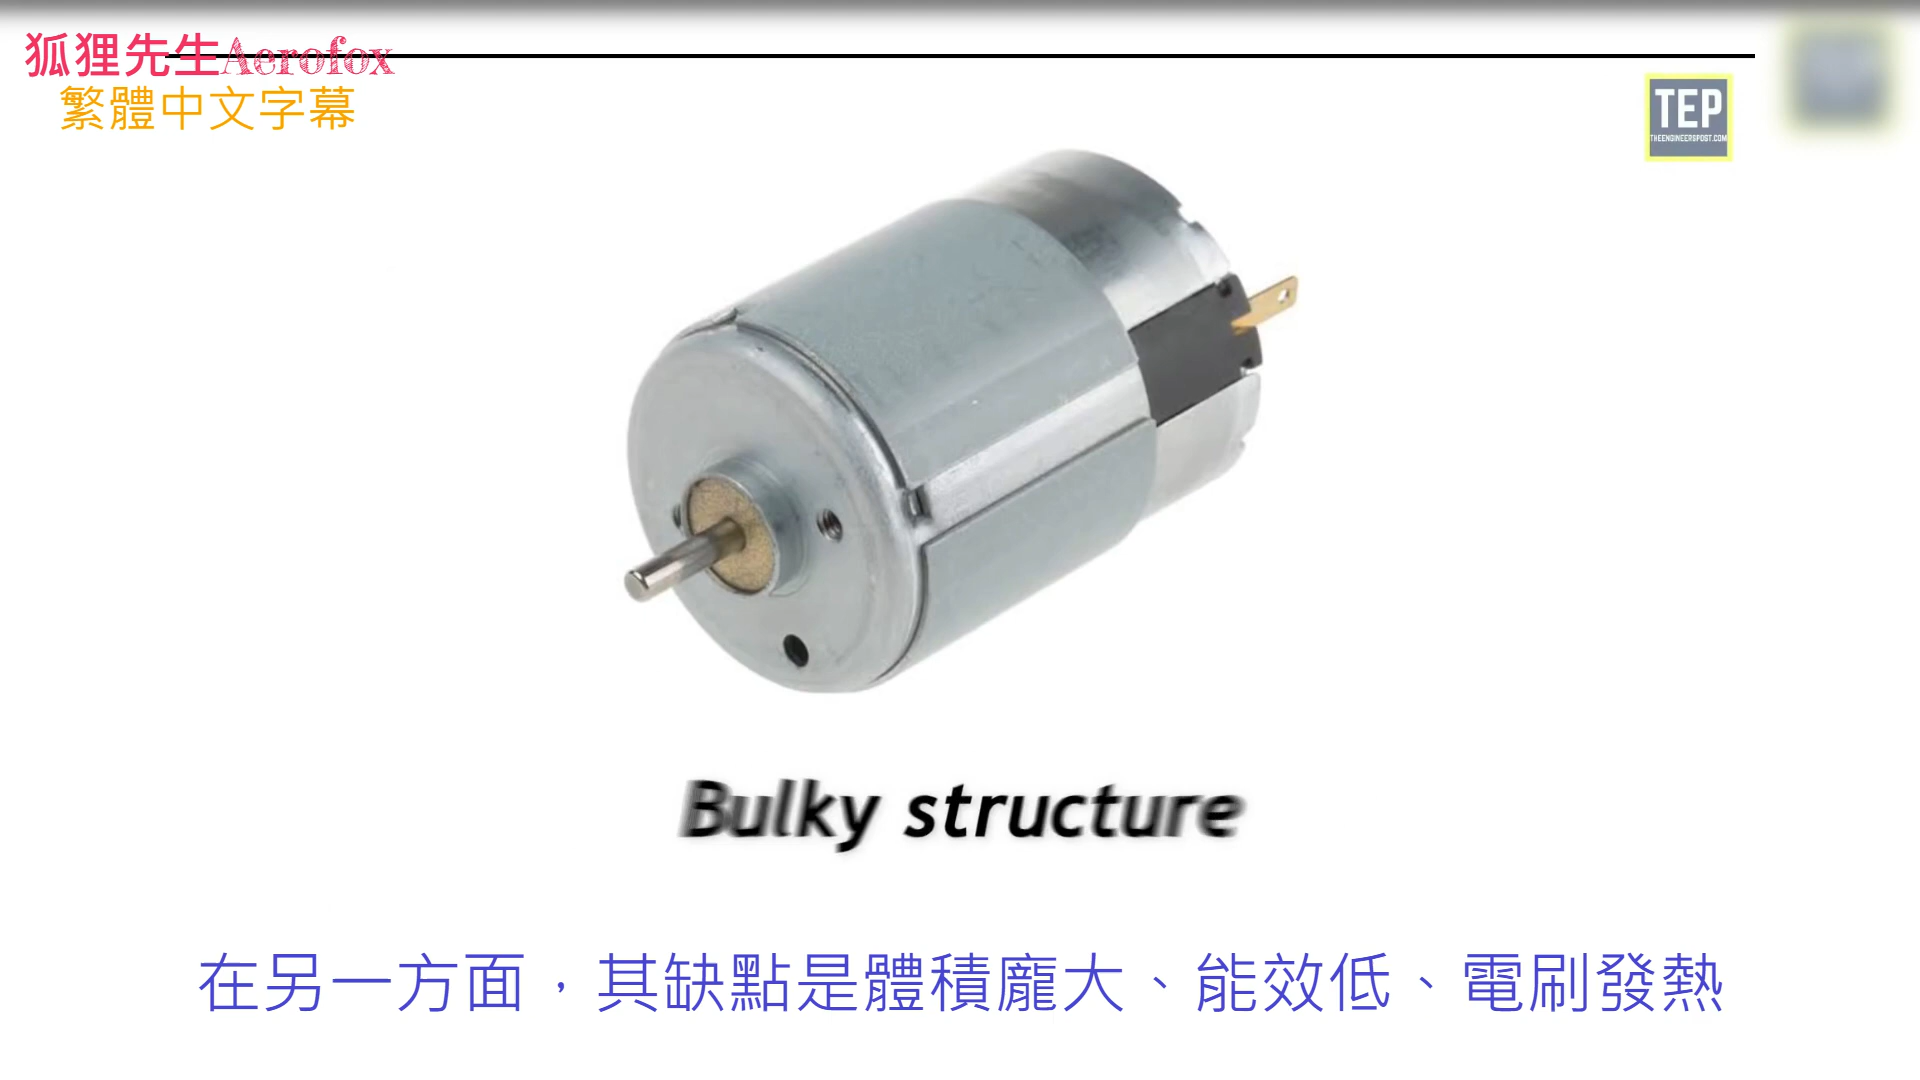 狐狸先生Aerofox
繁體中文字幕
TEP
THEENGINEERSPOST.COM
Bulky structure
在另一方面，其缺點是體積龐大、能效低、電刷發熱